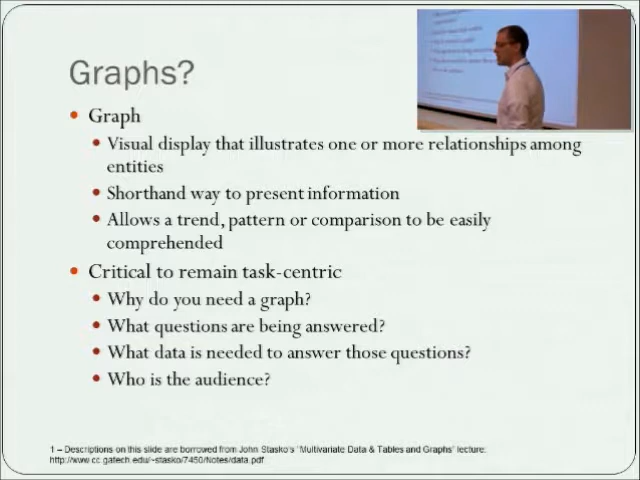 Graphs?
• Graph
• Visual display that illustrates one or more relationships among
entities
• Shorthand way to present information
• Allows a trend, pattern or comparison to be easily
comprehended
• Critical to remain task-centric
• Why do you need a graph?
• What questions are being answered?
• What data is needed to answer those questions?
• Who is the audience?
1 – Descriptions on this slide are borrowed from John Stasko's "Multivariate Data & Tables and Graphs" lecture:
http://www.cc.gatech.edu/~stasko/7450/Notes/data.pdf